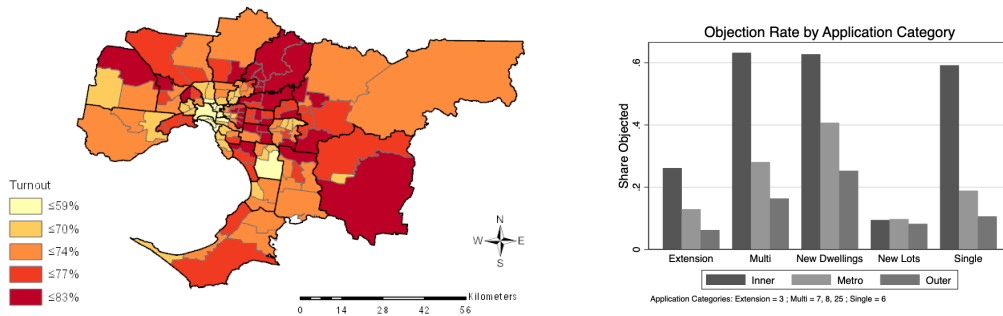 Turnout
≤59%
≤70%
≤74%
≤77%
≤83%
N
W E
S
Kilometers
0 14 28 42 56
Objection Rate by Application Category
Share Objected
.6
.4
.2
0
Extension Multi New Dwellings New Lots Single
Inner Metro Outer
Application Categories: Extension = 3 ; Multi = 7, 8, 25 ; Single = 6